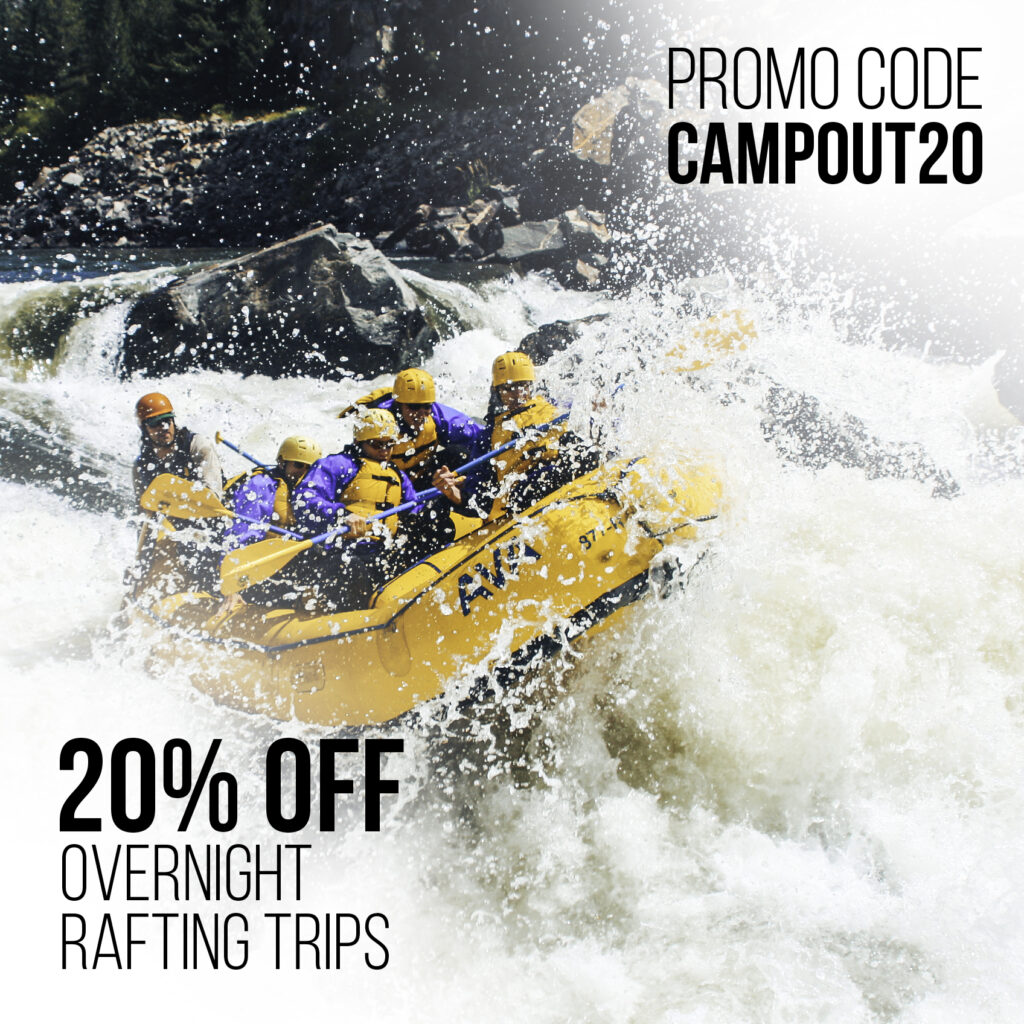 PROMO CODE
CAMPOUT20
AVA
20% OFF
OVERNIGHT
RAFTING TRIPS